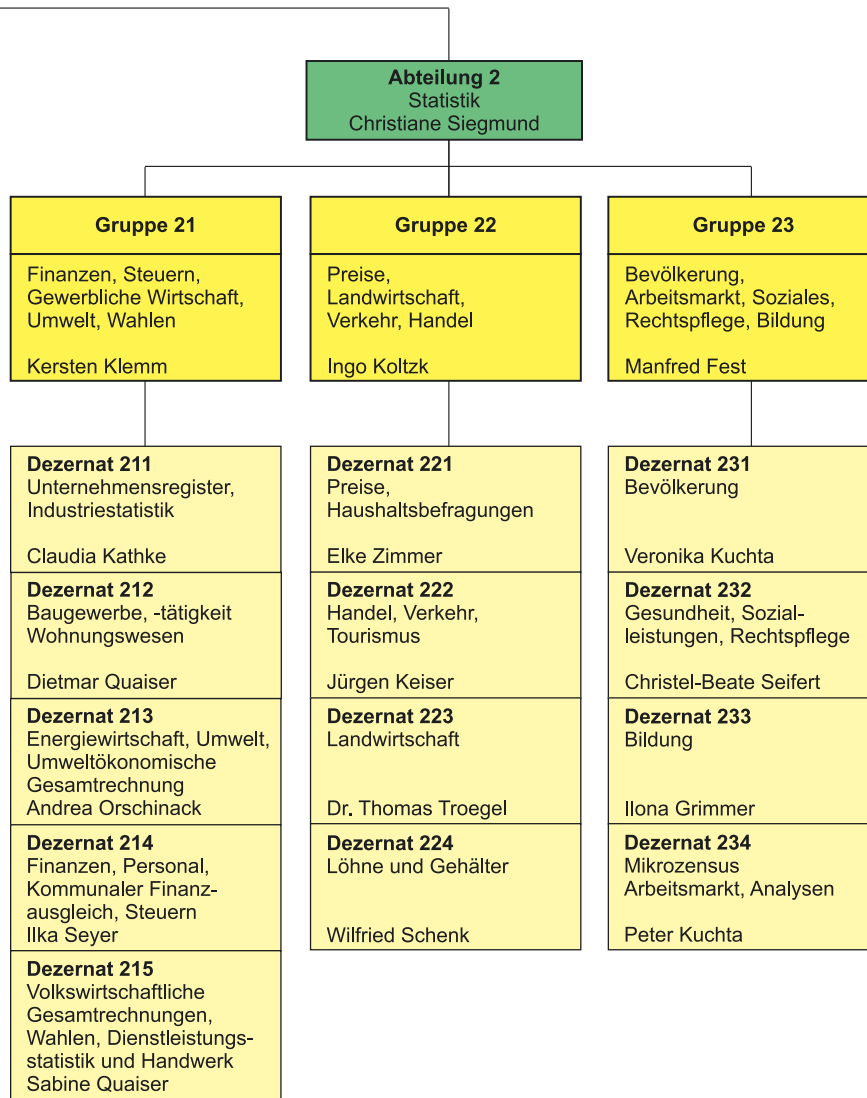 Abteilung 2
Statistik
Christiane Siegmund
Gruppe 21
Finanzen, Steuern,
Gewerbliche Wirtschaft,
Umwelt, Wahlen
Kersten Klemm
Gruppe 22
Preise,
Landwirtschaft,
Verkehr, Handel
Ingo Koltzk
Gruppe 23
Bevölkerung,
Arbeitsmarkt, Soziales,
Rechtspflege, Bildung
Manfred Fest
Dezernat 211
Unternehmensregister,
Industriestatistik
Claudia Kathke
Dezernat 212
Baugewerbe, -tätigkeit
Wohnungswesen
Dietmar Quaiser
Dezernat 213
Energiewirtschaft, Umwelt,
Umweltökonomische
Gesamtrechnung
Andrea Orschinack
Dezernat 214
Finanzen, Personal,
Kommunaler Finanz-
ausgleich, Steuern
Ilka Seyer
Dezernat 215
Volkswirtschaftliche
Gesamtrechnungen,
Wahlen, Dienstleistungs-
statistik und Handwerk
Sabine Quaiser
Dezernat 221
Preise,
Haushaltsbefragungen
Elke Zimmer
Dezernat 222
Handel, Verkehr,
Tourismus
Jürgen Keiser
Dezernat 223
Landwirtschaft
Dr. Thomas Troegel
Dezernat 224
Löhne und Gehälter
Wilfried Schenk
Dezernat 231
Bevölkerung
Veronika Kuchta
Dezernat 232
Gesundheit, Sozial-
leistungen, Rechtspflege
Christel-Beate Seifert
Dezernat 233
Bildung
Ilona Grimmer
Dezernat 234
Mikrozensus
Arbeitsmarkt, Analysen
Peter Kuchta